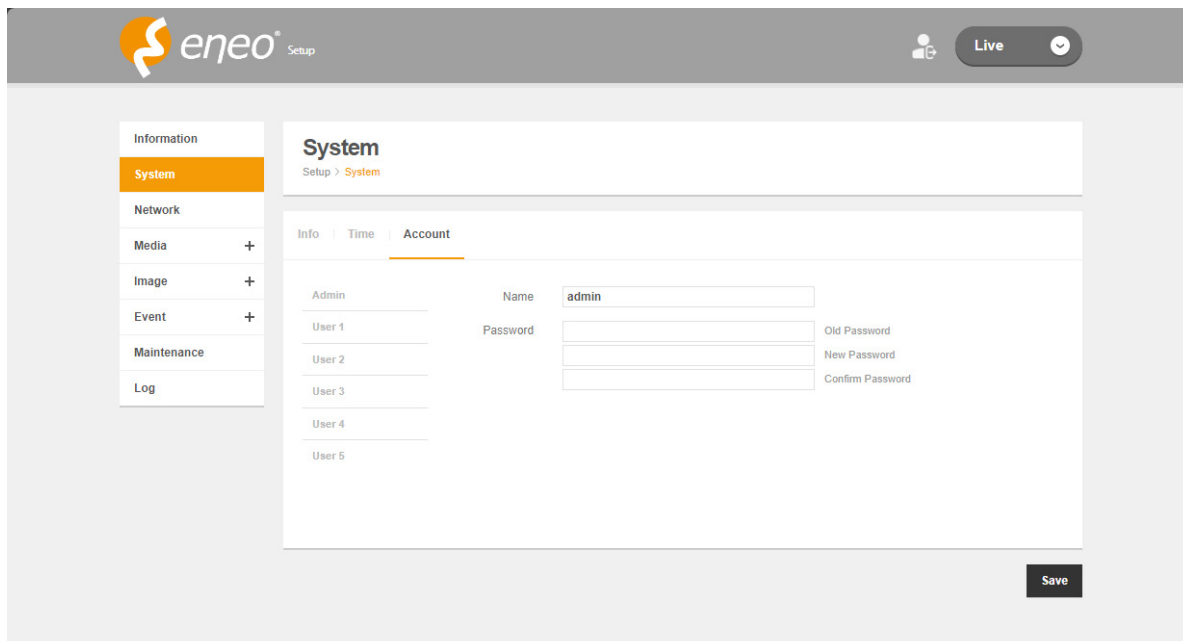 eneo® Setup
Live
Information
System
Network
Media +
Image +
Event +
Maintenance
Log
System
Setup > System
Info | Time | Account
Admin
User 1
User 2
User 3
User 4
User 5
Name admin
Password Old Password
New Password
Confirm Password
Save